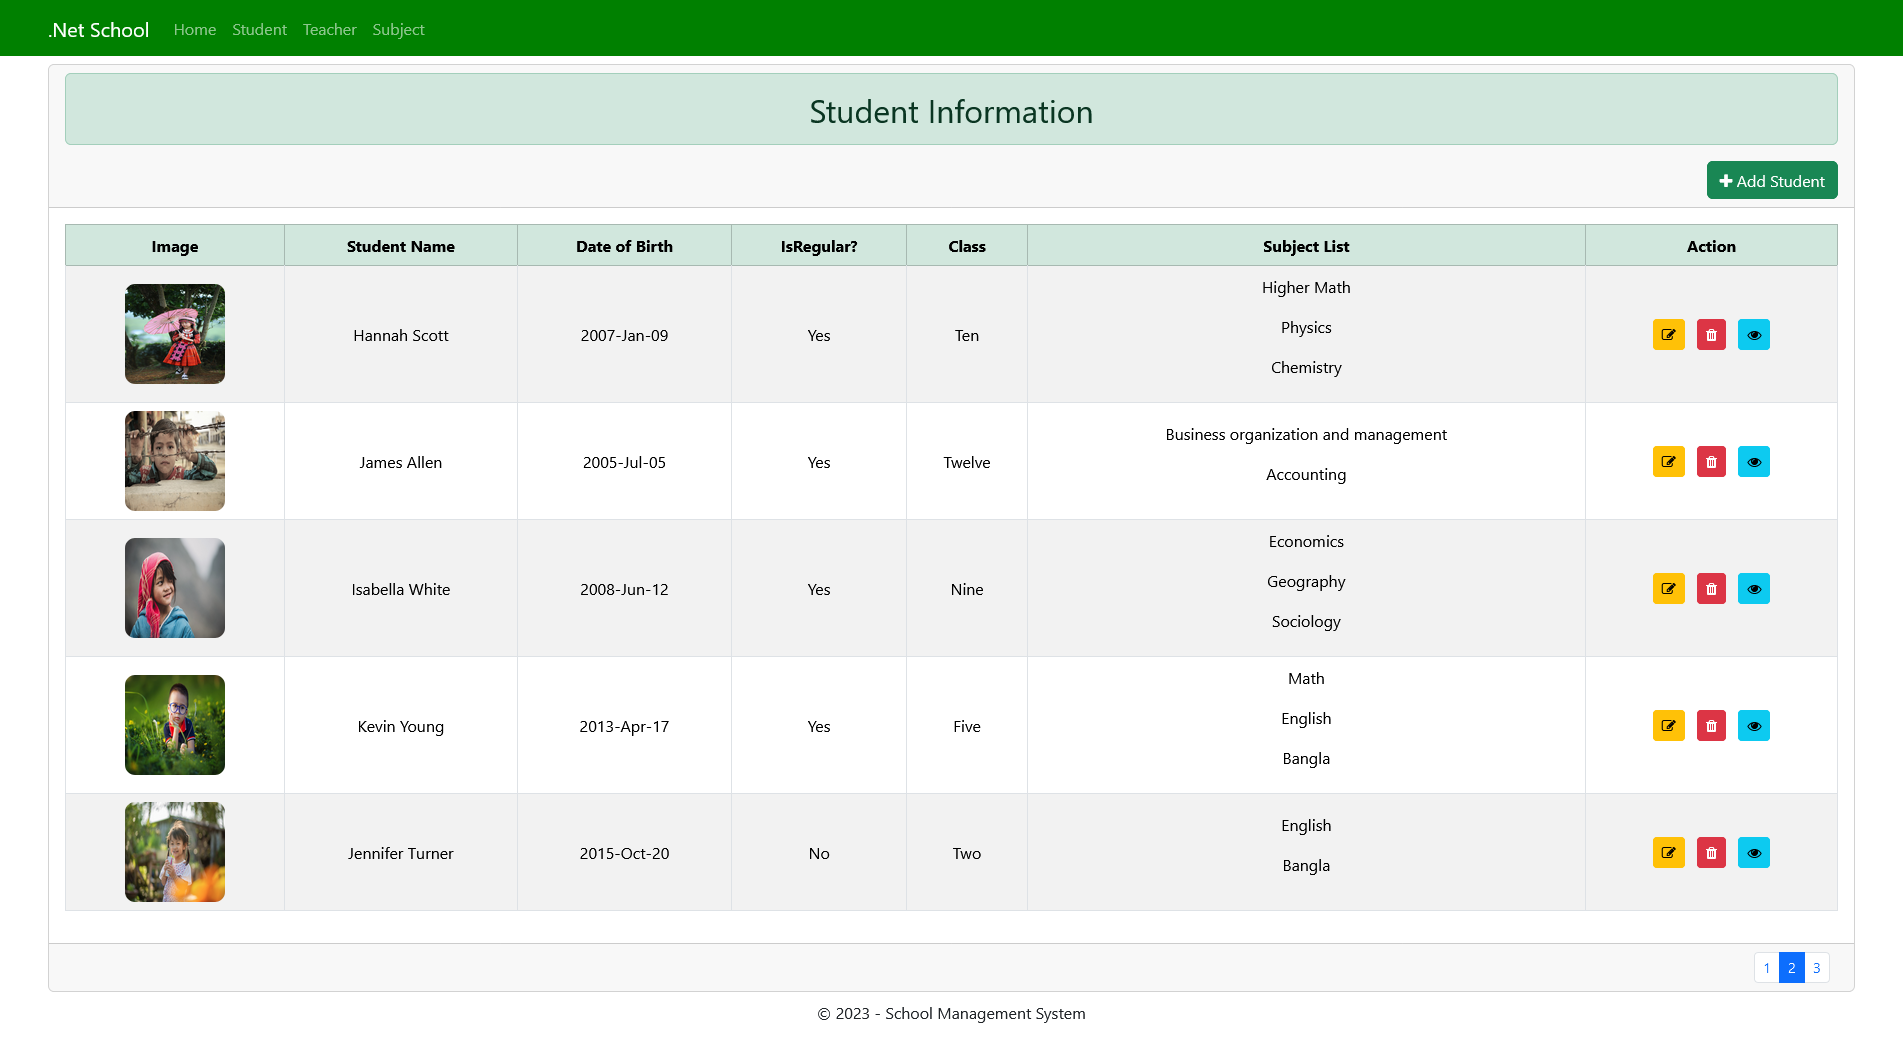 .Net School Home Student Teacher Subject
Student Information
Add Student
Image Student Name Date of Birth IsRegular? Class Subject List Action
Hannah Scott 2007-Jan-09 Yes Ten
Higher Math
Physics
Chemistry
James Allen 2005-Jul-05 Yes Twelve
Business organization and management
Accounting
Isabella White 2008-Jun-12 Yes Nine
Economics
Geography
Sociology
Kevin Young 2013-Apr-17 Yes Five
Math
English
Bangla
Jennifer Turner 2015-Oct-20 No Two
English
Bangla
1 2 3
© 2023 - School Management System